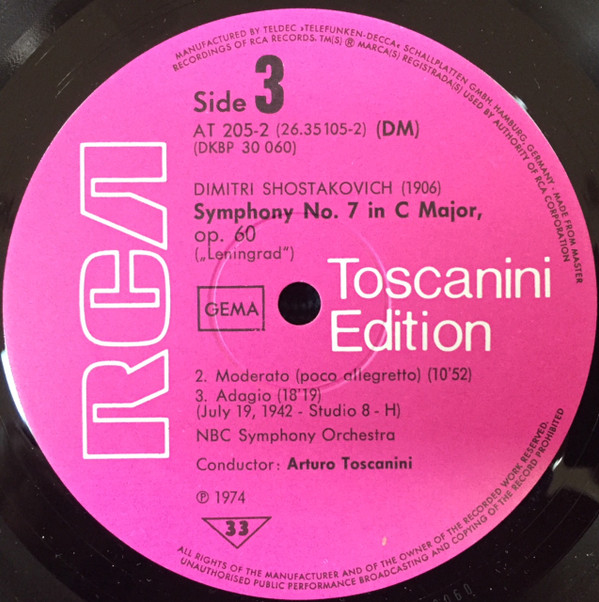 MANUFACTURED BY TELDEC »TELEFUNKEN-DECCA« SCHALLPLATTEN GMBH, HAMBURG, GERMANY · MADE FROM MASTER
RECORDINGS OF RCA RECORDS. TM(S) ® MARCA(S) REGISTRADA(S) USED BY AUTHORITY OF RCA CORPORATION
Side 3
AT 205-2 (26.35105-2) (DM)
(DKBP 30 060)
RCA
DIMITRI SHOSTAKOVICH (1906)
Symphony No. 7 in C Major,
op. 60
(„Leningrad“)
GEMA
Toscanini
Edition
2. Moderato (poco allegretto) (10'52)
3. Adagio (18'19)
(July 19, 1942 - Studio 8 - H)
NBC Symphony Orchestra
Conductor: Arturo Toscanini
℗ 1974
33
ALL RIGHTS OF THE MANUFACTURER AND OF THE OWNER OF THE RECORDED WORK RESERVED.
UNAUTHORISED PUBLIC PERFORMANCE BROADCASTING AND COPYING OF THE RECORD PROHIBITED